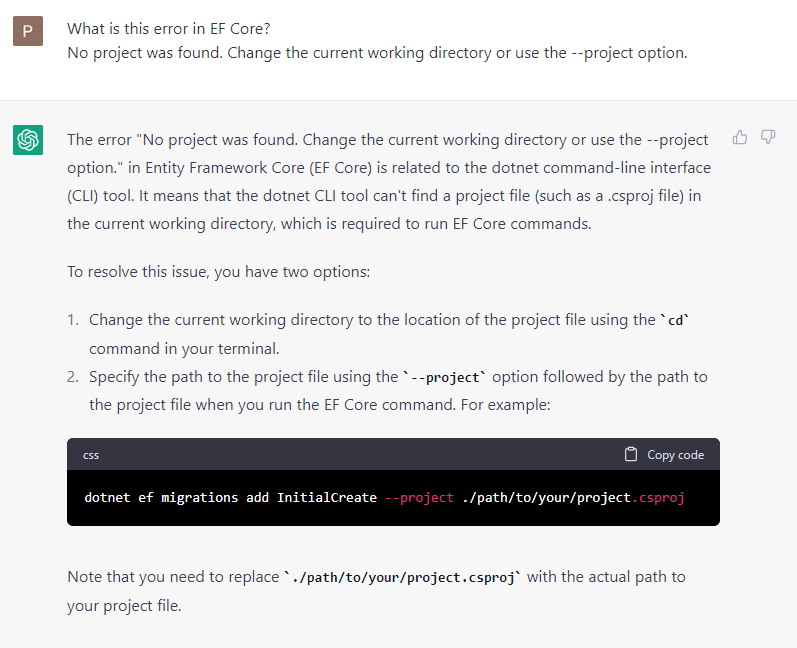 P
What is this error in EF Core?
No project was found. Change the current working directory or use the --project option.
The error "No project was found. Change the current working directory or use the --project
option." in Entity Framework Core (EF Core) is related to the dotnet command-line interface
(CLI) tool. It means that the dotnet CLI tool can't find a project file (such as a .csproj file) in
the current working directory, which is required to run EF Core commands.
To resolve this issue, you have two options:
1. Change the current working directory to the location of the project file using the `cd`
command in your terminal.
2. Specify the path to the project file using the `--project` option followed by the path to
the project file when you run the EF Core command. For example:
css Copy code
dotnet ef migrations add InitialCreate --project ./path/to/your/project.csproj
Note that you need to replace `./path/to/your/project.csproj` with the actual path to
your project file.